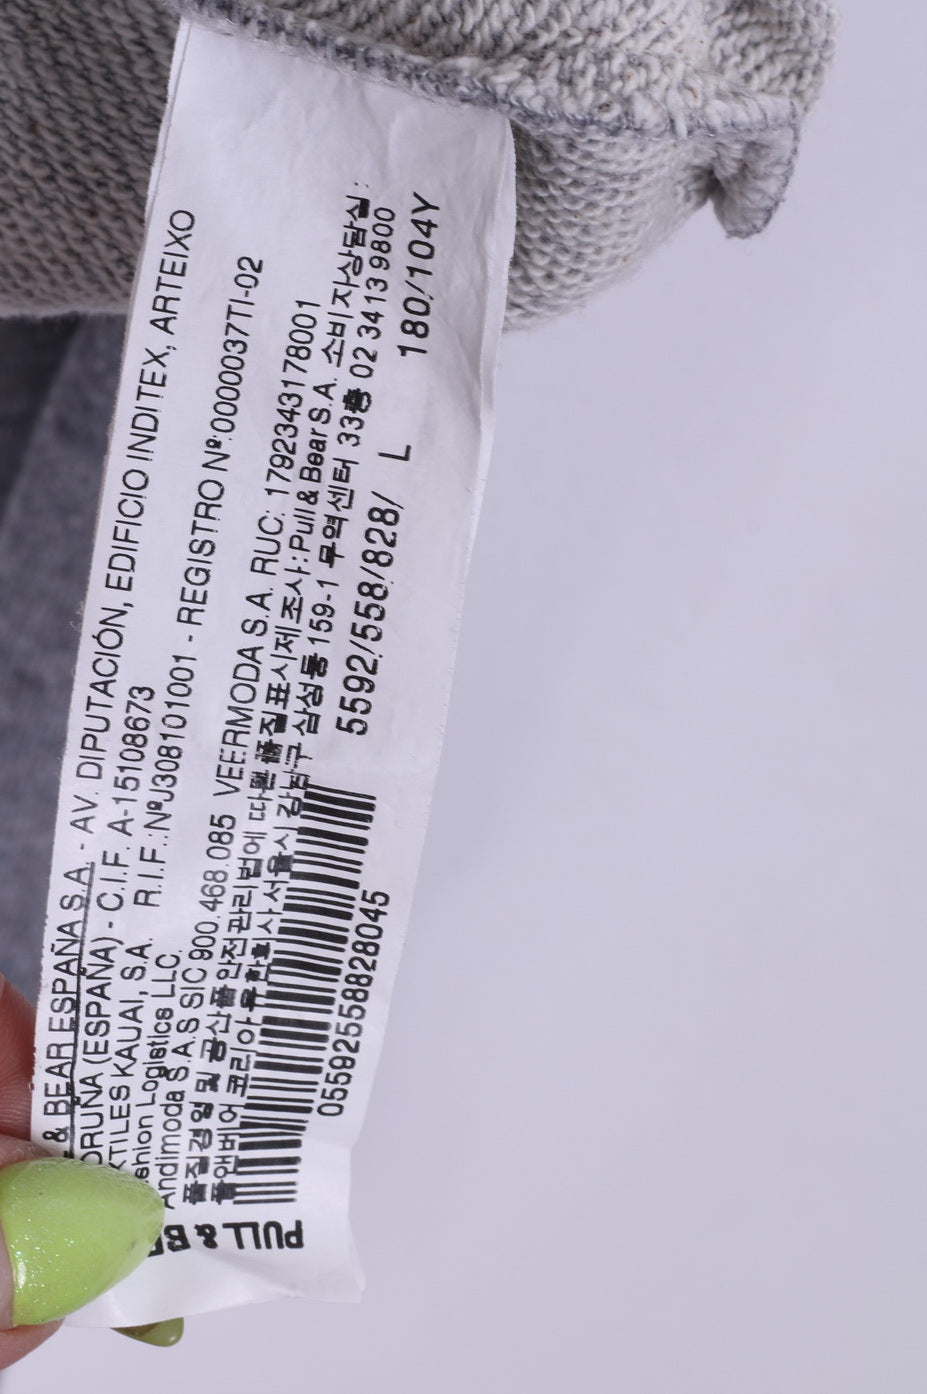 & BEAR ESPAÑA S.A. - AV. DIPUTACIÓN, EDIFICIO INDITEX, ARTEIXO
ORUÑA (ESPAÑA) - C.I.F. A-15108673
XTILES KAUAI, S.A. R.I.F.:NºJ308101001 - REGISTRO Nº:0000037TI-02
shion Logistics LLC.
Andimoda S.A.S SIC 900.468.085 VEERMODA S.A. RUC: 1792343178001
품질경영 및 공산품안전관리법에 따른 품질표시제조사:Pull & Bear S.A. 소비자상담실:
풀앤베어 코리아 유한회사 서울시 강남구 삼성동 159-1 무역센터 33층 02 3413 9800
5592/558/828/ L 180/104Y
05592558828045
PULL & BE